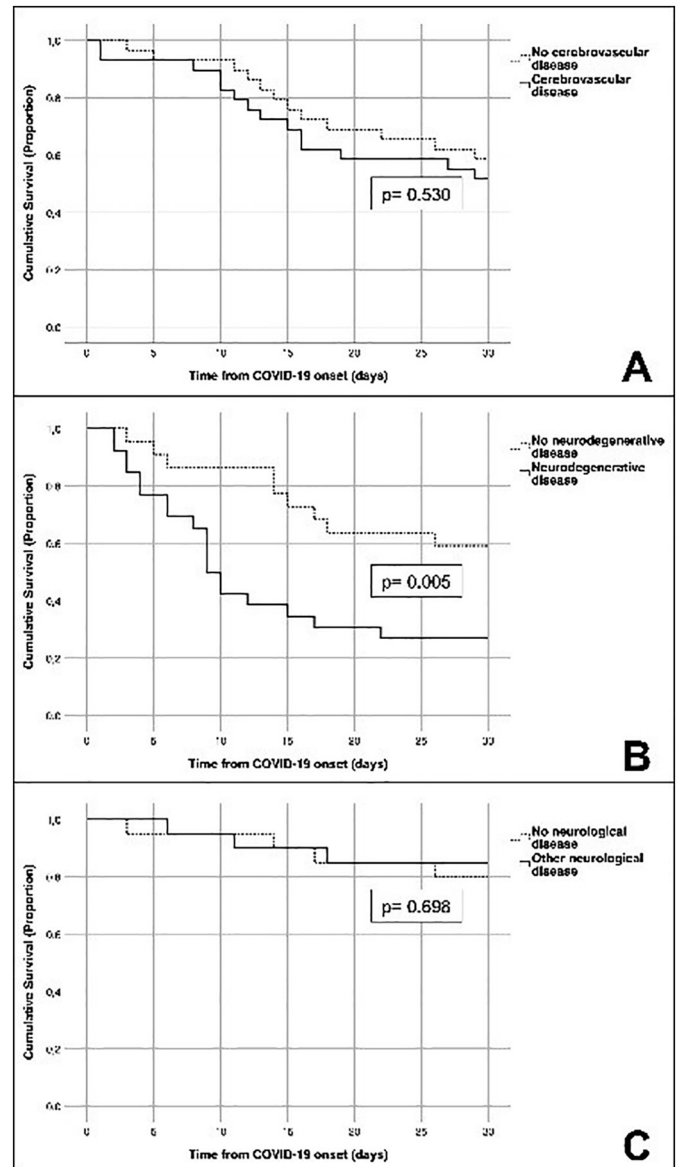 1,0
0,8
0,6
0,4
0,2
0,0
Cumulative Survival (Proportion)
0 5 10 15 20 25 30
Time from COVID-19 onset (days)
No cerebrovascular
disease
Cerebrovascular
disease
p= 0.530
A
1,0
0,8
0,6
0,4
0,2
0,0
Cumulative Survival (Proportion)
0 5 10 15 20 25 30
Time from COVID-19 onset (days)
No neurodegenerative
disease
Neurodegenerative
disease
p= 0.005
B
1,0
0,8
0,6
0,4
0,2
0,0
Cumulative Survival (Proportion)
0 5 10 15 20 25 30
Time from COVID-19 onset (days)
No neurological
disease
Other neurological
disease
p= 0.698
C